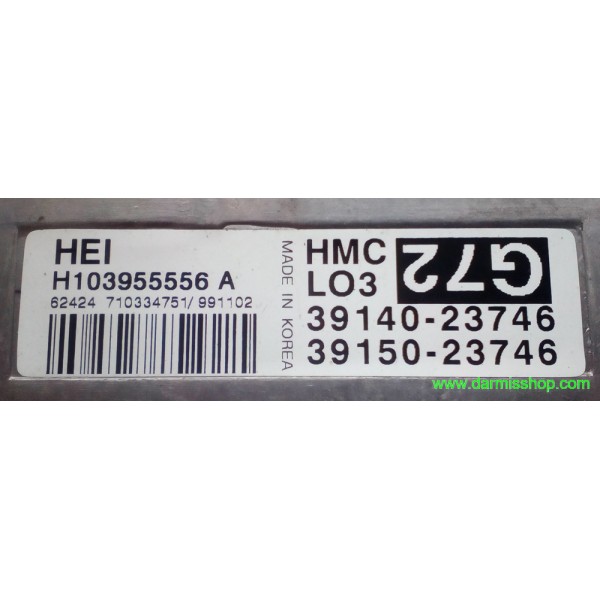 HEI
H103955556 A
62424 710334751/991102
MADE IN KOREA
HMC
LO3
G72
39140-23746
39150-23746
www.darmisshop.com